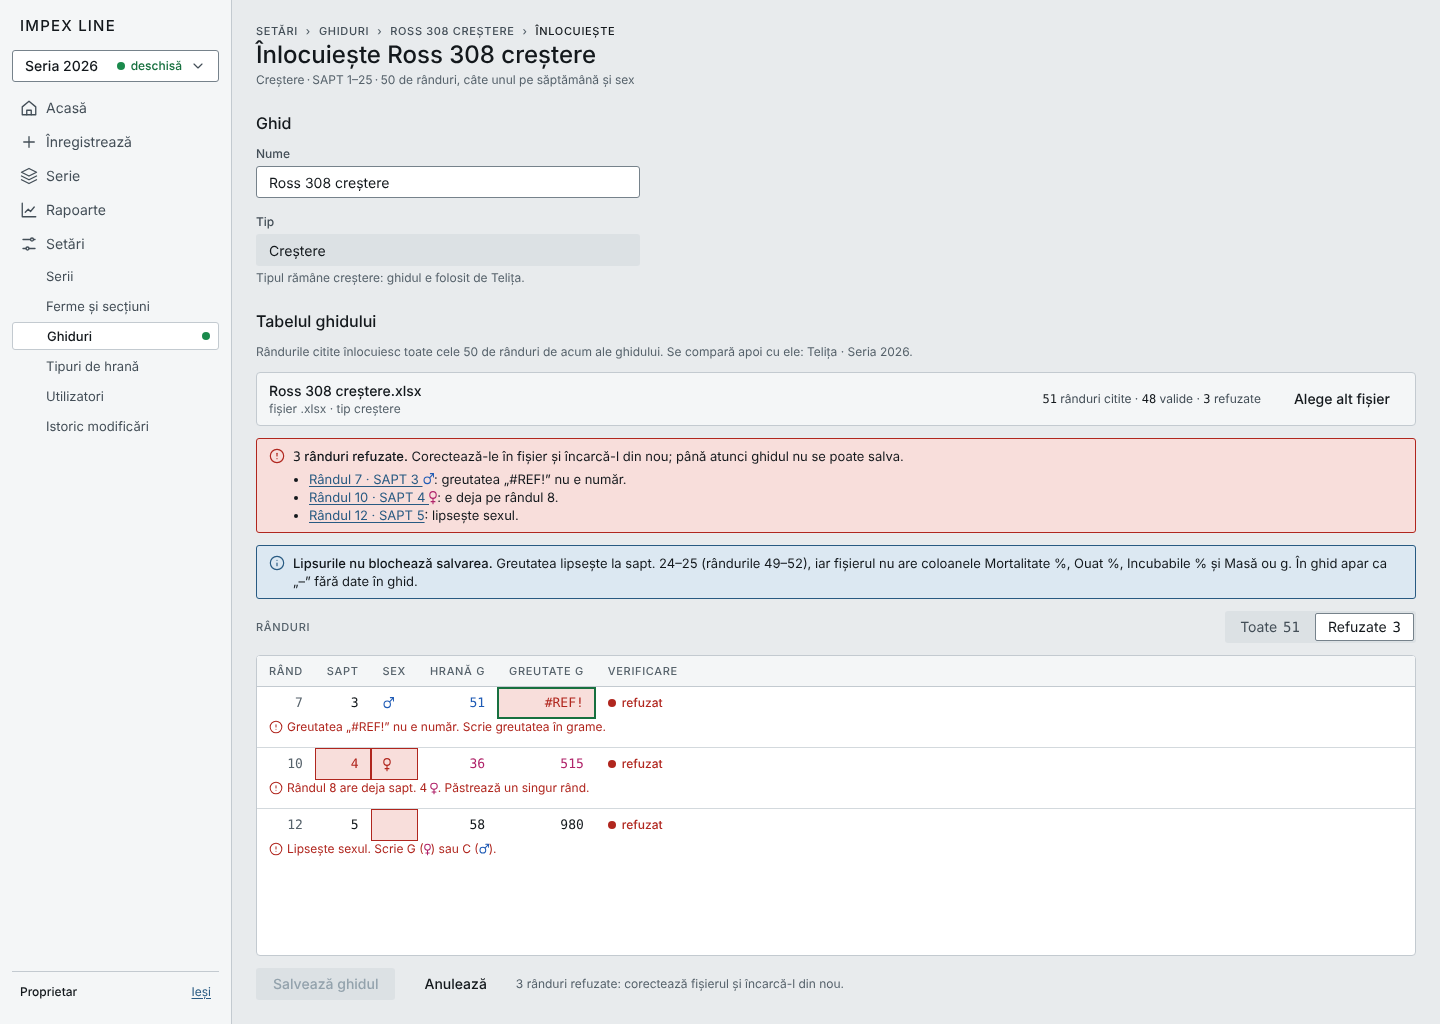 IMPEX LINE
Seria 2026 deschisă
Acasă
Înregistrează
Serie
Rapoarte
Setări
Serii
Ferme și secțiuni
Ghiduri
Tipuri de hrană
Utilizatori
Istoric modificări
Proprietar Ieși
SETĂRI › GHIDURI › ROSS 308 CREȘTERE › ÎNLOCUIEȘTE
Înlocuiește Ross 308 creștere
Creștere · SAPT 1–25 · 50 de rânduri, câte unul pe săptămână și sex
Ghid
Nume
Ross 308 creștere
Tip
Creștere
Tipul rămâne creștere: ghidul e folosit de Telița.
Tabelul ghidului
Rândurile citite înlocuiesc toate cele 50 de rânduri de acum ale ghidului. Se compară apoi cu ele: Telița · Seria 2026.
Ross 308 creștere.xlsx
fișier .xlsx · tip creștere
51 rânduri citite · 48 valide · 3 refuzate
Alege alt fișier
3 rânduri refuzate. Corectează-le în fișier și încarcă-l din nou; până atunci ghidul nu se poate salva.
• Rândul 7 · SAPT 3 ♂: greutatea „#REF!” nu e număr.
• Rândul 10 · SAPT 4 ♀: e deja pe rândul 8.
• Rândul 12 · SAPT 5: lipsește sexul.
Lipsurile nu blochează salvarea. Greutatea lipsește la sapt. 24–25 (rândurile 49–52), iar fișierul nu are coloanele Mortalitate %, Ouat %, Incubabile % și Masă ou g. În ghid apar ca
„–” fără date în ghid.
RÂNDURI
Toate 51 Refuzate 3
RÂND SAPT SEX HRANĂ G GREUTATE G VERIFICARE
7 3 ♂ 51 #REF! refuzat
Greutatea „#REF!” nu e număr. Scrie greutatea în grame.
10 4 ♀ 36 515 refuzat
Rândul 8 are deja sapt. 4 ♀. Păstrează un singur rând.
12 5 58 980 refuzat
Lipsește sexul. Scrie G (♀) sau C (♂).
Salvează ghidul Anulează 3 rânduri refuzate: corectează fișierul și încarcă-l din nou.